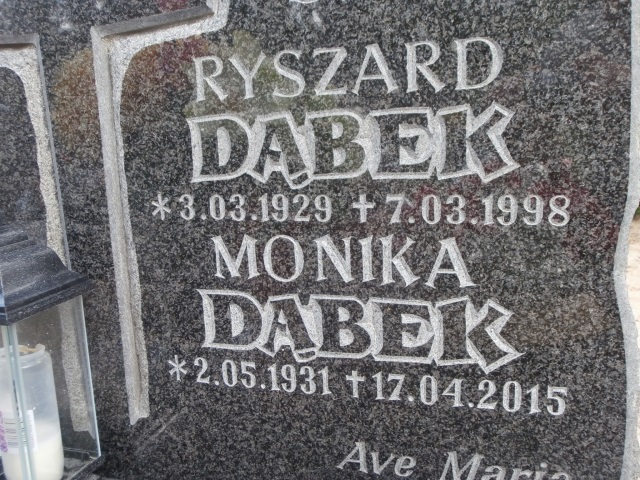 RYSZARD
DĄBEK
*3.03.1929 †7.03.1998
MONIKA
DĄBEK
*2.05.1931 †17.04.2015
Ave Maria